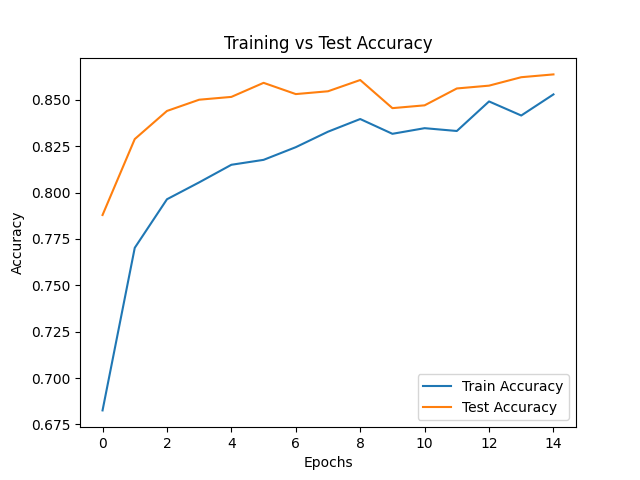 Training vs Test Accuracy
0.850
0.825
0.800
0.775
0.750
0.725
0.700
0.675
Accuracy
0 2 4 6 8 10 12 14
Epochs
Train Accuracy
Test Accuracy